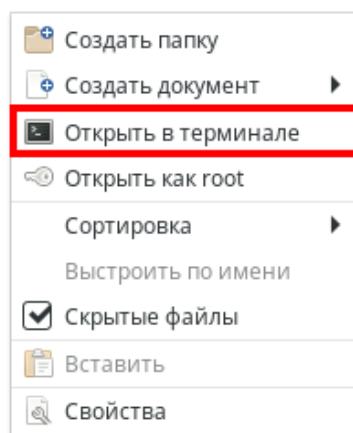 Создать папку
Создать документ
Открыть в терминале
Открыть как root
Сортировка
Выстроить по имени
Скрытые файлы
Вставить
Свойства